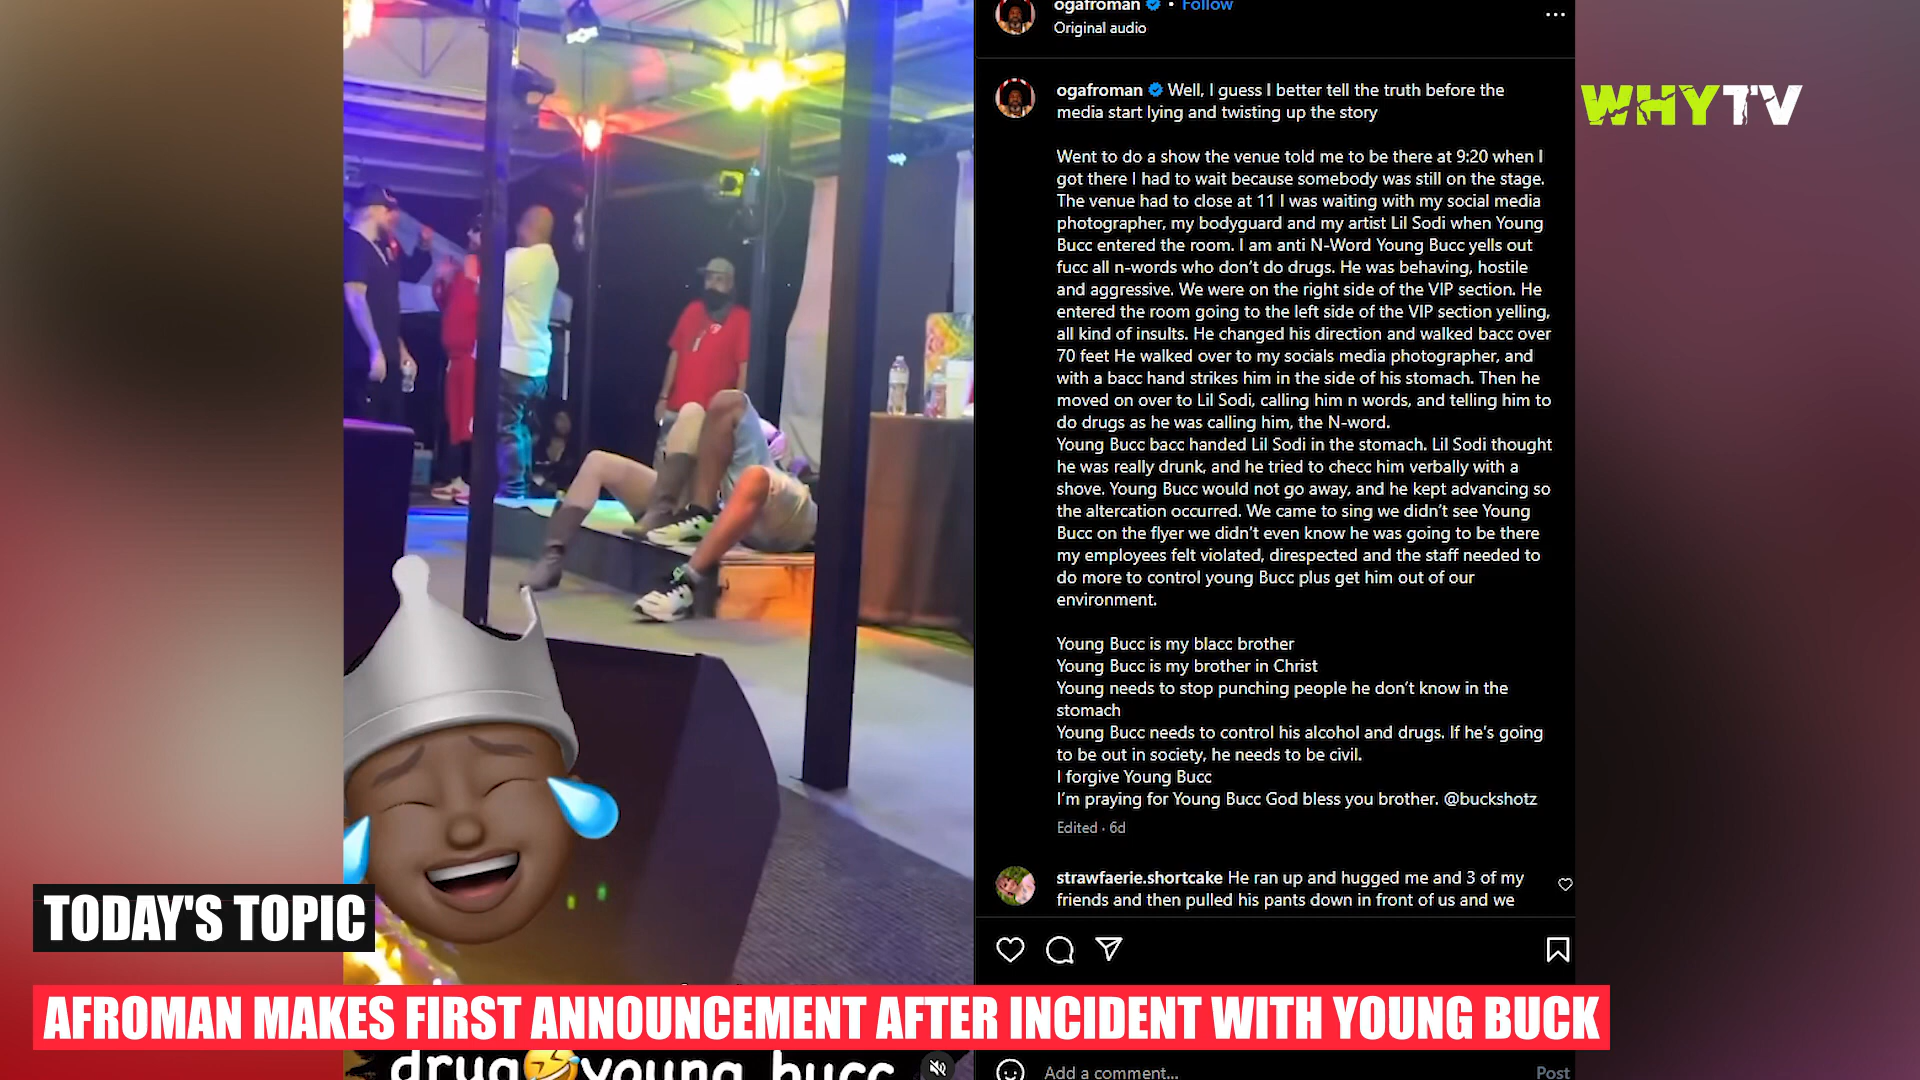 ogafroman • Follow
Original audio
WHYTV
ogafroman Well, I guess I better tell the truth before the
media start lying and twisting up the story
Went to do a show the venue told me to be there at 9:20 when I
got there I had to wait because somebody was still on the stage.
The venue had to close at 11 I was waiting with my social media
photographer, my bodyguard and my artist Lil Sodi when Young
Bucc entered the room. I am anti N-Word Young Bucc yells out
fucc all n-words who don't do drugs. He was behaving, hostile
and aggressive. We were on the right side of the VIP section. He
entered the room going to the left side of the VIP section yelling,
all kind of insults. He changed his direction and walked bacc over
70 feet He walked over to my socials media photographer, and
with a bacc hand strikes him in the side of his stomach. Then he
moved on over to Lil Sodi, calling him n words, and telling him to
do drugs as he was calling him, the N-word.
Young Bucc bacc handed Lil Sodi in the stomach. Lil Sodi thought
he was really drunk, and he tried to checc him verbally with a
shove. Young Bucc would not go away, and he kept advancing so
the altercation occurred. We came to sing we didn't see Young
Bucc on the flyer we didn't even know he was going to be there
my employees felt violated, direspected and the staff needed to
do more to control young Bucc plus get him out of our
environment.
Young Bucc is my blacc brother
Young Bucc is my brother in Christ
Young needs to stop punching people he don't know in the
stomach
Young Bucc needs to control his alcohol and drugs. If he's going
to be out in society, he needs to be civil.
I forgive Young Bucc
I'm praying for Young Bucc God bless you brother. @buckshotz
Edited · 6d
strawfaerie.shortcake He ran up and hugged me and 3 of my
friends and then pulled his pants down in front of us and we
TODAY'S TOPIC
AFROMAN MAKES FIRST ANNOUNCEMENT AFTER INCIDENT WITH YOUNG BUCK
drug🤣young bucc
Add a comment...
Post